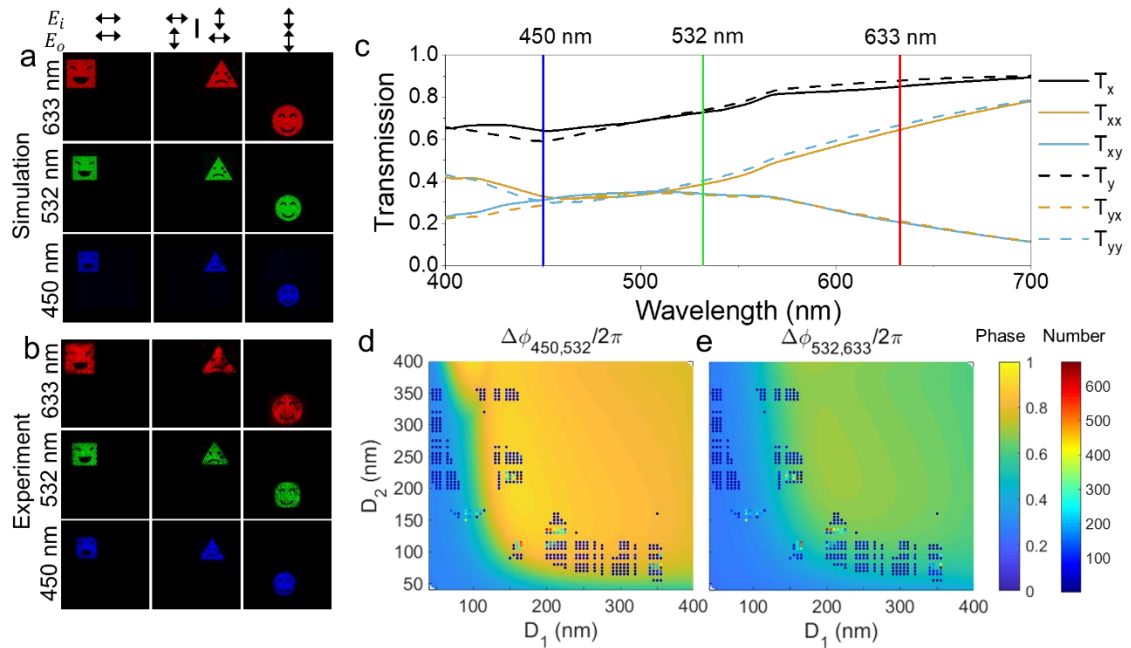 E_i
E_o
a
Simulation
633 nm
532 nm
450 nm
b
Experiment
633 nm
532 nm
450 nm
c
450 nm
532 nm
633 nm
Transmission
1.0
0.8
0.6
0.4
0.2
0.0
400
500
600
700
Wavelength (nm)
T_x
T_xx
T_xy
T_y
T_yx
T_yy
d
Δϕ_450,532/2π
D_2 (nm)
400
350
300
250
200
150
100
50
100
200
300
400
D_1 (nm)
e
Δϕ_532,633/2π
100
200
300
400
D_1 (nm)
Phase
1
0.8
0.6
0.4
0.2
0
Number
600
500
400
300
200
100